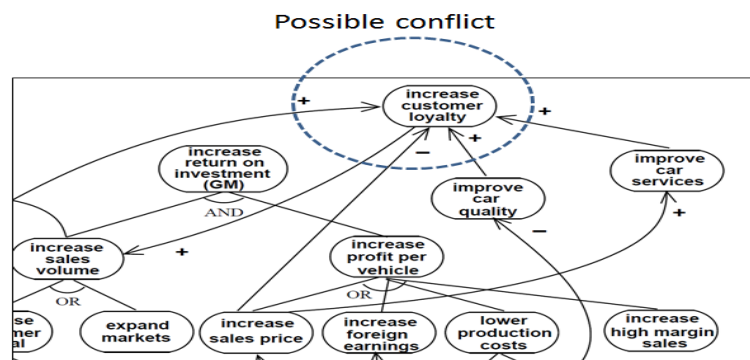 Possible conflict
increase
customer
loyalty
+
+
+
−
increase
return on
investment
(GM)
AND
improve
car
services
improve
car
quality
+
−
+
increase
sales
volume
OR
increase
profit per
vehicle
OR
expand
markets
increase
sales price
increase
foreign
earnings
lower
production
costs
increase
high margin
sales